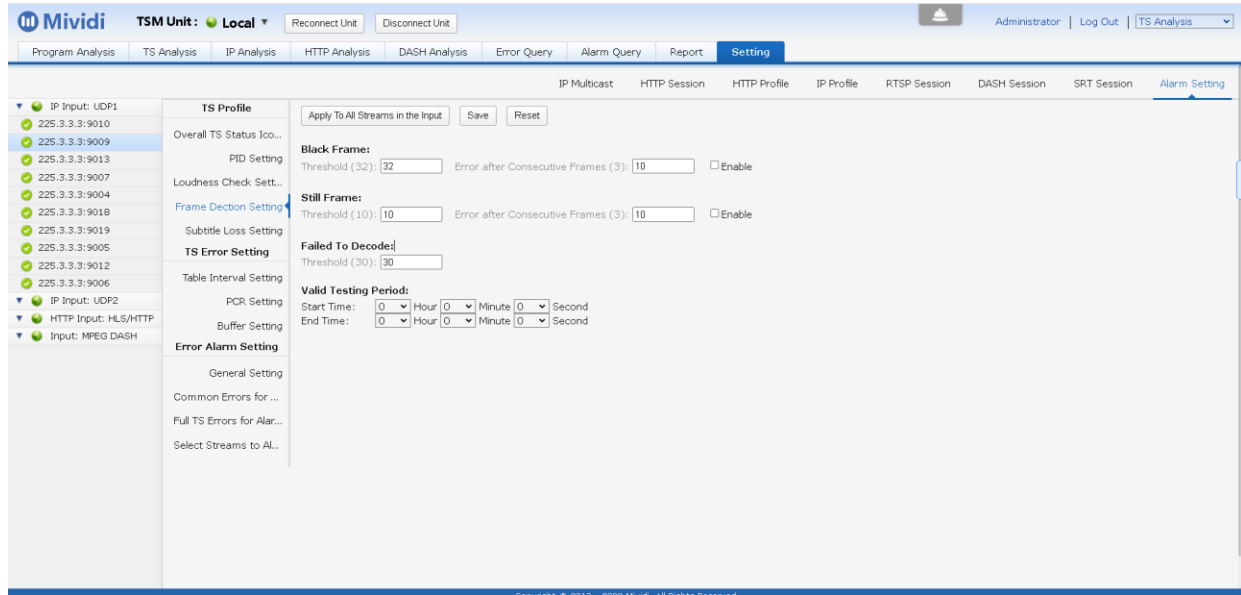 Mividi TSM Unit: Local Reconnect Unit Disconnect Unit Administrator | Log Out | TS Analysis
Program Analysis TS Analysis IP Analysis HTTP Analysis DASH Analysis Error Query Alarm Query Report Setting
IP Multicast HTTP Session HTTP Profile IP Profile RTSP Session DASH Session SRT Session Alarm Setting
IP Input: UDP1
225.3.3.3:9010
225.3.3.3:9009
225.3.3.3:9013
225.3.3.3:9007
225.3.3.3:9004
225.3.3.3:9018
225.3.3.3:9019
225.3.3.3:9005
225.3.3.3:9012
225.3.3.3:9006
IP Input: UDP2
HTTP Input: HLS/HTTP
Input: MPEG DASH
TS Profile
Overall TS Status Ico...
PID Setting
Loudness Check Sett...
Frame Dection Setting
Subtitle Loss Setting
TS Error Setting
Table Interval Setting
PCR Setting
Buffer Setting
Error Alarm Setting
General Setting
Common Errors for ...
Full TS Errors for Alar...
Select Streams to Al...
Apply To All Streams in the Input Save Reset
Black Frame:
Threshold (32): 32 Error after Consecutive Frames (3): 10 Enable
Still Frame:
Threshold (10): 10 Error after Consecutive Frames (3): 10 Enable
Failed To Decode:
Threshold (30): 30
Valid Testing Period:
Start Time: 0 Hour 0 Minute 0 Second
End Time: 0 Hour 0 Minute 0 Second